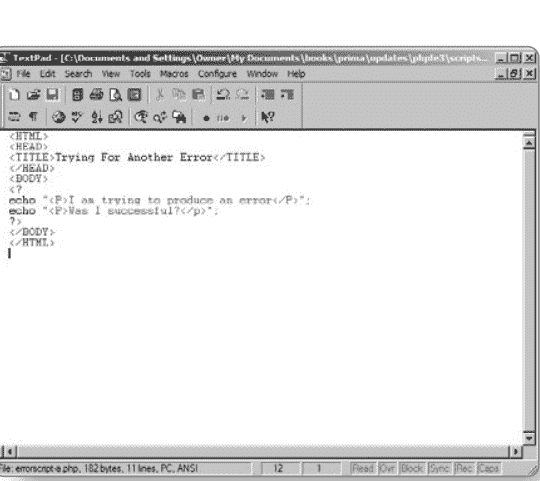 TextPad - [C:\Documents and Settings\Owner\My Documents\books\prima\updates\phpfe3\scripts...
File Edit Search View Tools Macros Configure Window Help
<HTML>
<HEAD>
<TITLE>Trying For Another Error</TITLE>
</HEAD>
<BODY>
<?
echo "<P>I am trying to produce an error</P>";
echo "<P>Was I successful?</p>";
?>
</BODY>
</HTML>
File: errorscript-a.php, 182 bytes, 11 lines, PC, ANSI 12 1 Read Ovr Block Sync Rec Caps